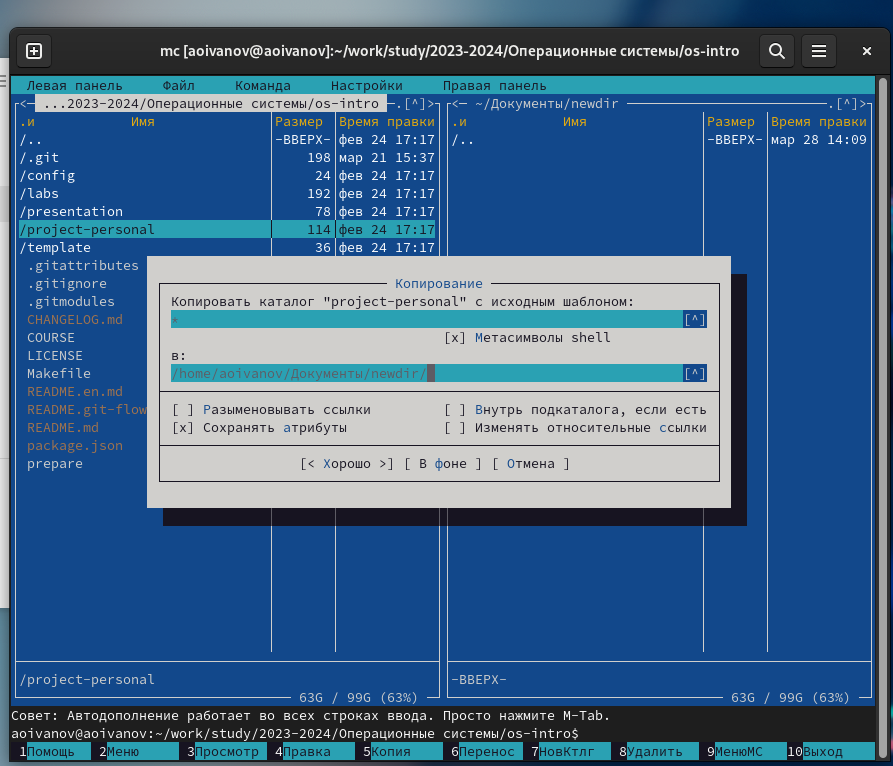 mc [aoivanov@aoivanov]:~/work/study/2023-2024/Операционные системы/os-intro
Левая панель Файл Команда Настройки Правая панель
<— ...2023-2024/Операционные системы/os-intro —.[^]> <— ~/Документы/newdir —.[^]>
.и Имя Размер Время правки .и Имя Размер Время правки
/.. -ВВЕРХ- фев 24 17:17 /.. -ВВЕРХ- мар 28 14:09
/.git 198 мар 21 15:37
/config 24 фев 24 17:17
/labs 192 фев 24 17:17
/presentation 78 фев 24 17:17
/project-personal 114 фев 24 17:17
/template 36 фев 24 17:17
.gitattributes
.gitignore
.gitmodules
CHANGELOG.md
COURSE
LICENSE
Makefile
README.en.md
README.git-flow
README.md
package.json
prepare
Копирование
Копировать каталог "project-personal" с исходным шаблоном:
* [^]
[x] Метасимволы shell
в:
/home/aoivanov/Документы/newdir/ [^]
[ ] Разыменовывать ссылки [ ] Внутрь подкаталога, если есть
[x] Сохранять атрибуты [ ] Изменять относительные ссылки
[< Хорошо >] [ В фоне ] [ Отмена ]
/project-personal -ВВЕРХ-
63G / 99G (63%) 63G / 99G (63%)
Совет: Автодополнение работает во всех строках ввода. Просто нажмите M-Tab.
aoivanov@aoivanov:~/work/study/2023-2024/Операционные системы/os-intro$
1Помощь 2Меню 3Просмотр 4Правка 5Копия 6Перенос 7НовКтлг 8Удалить 9МенюMC 10Выход